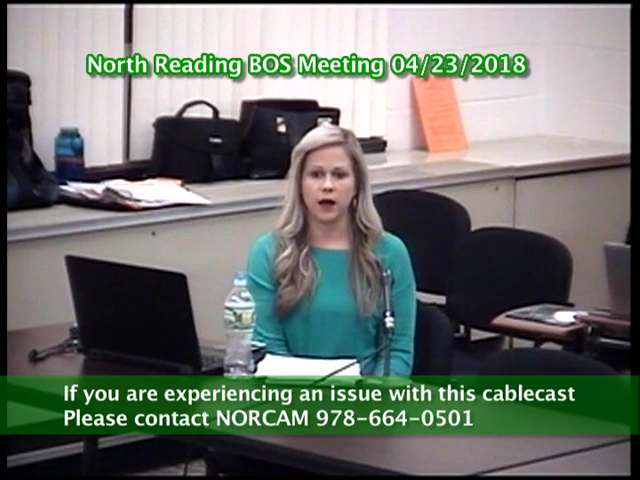 North Reading BOS Meeting 04/23/2018
If you are experiencing an issue with this cablecast
Please contact NORCAM 978-664-0501